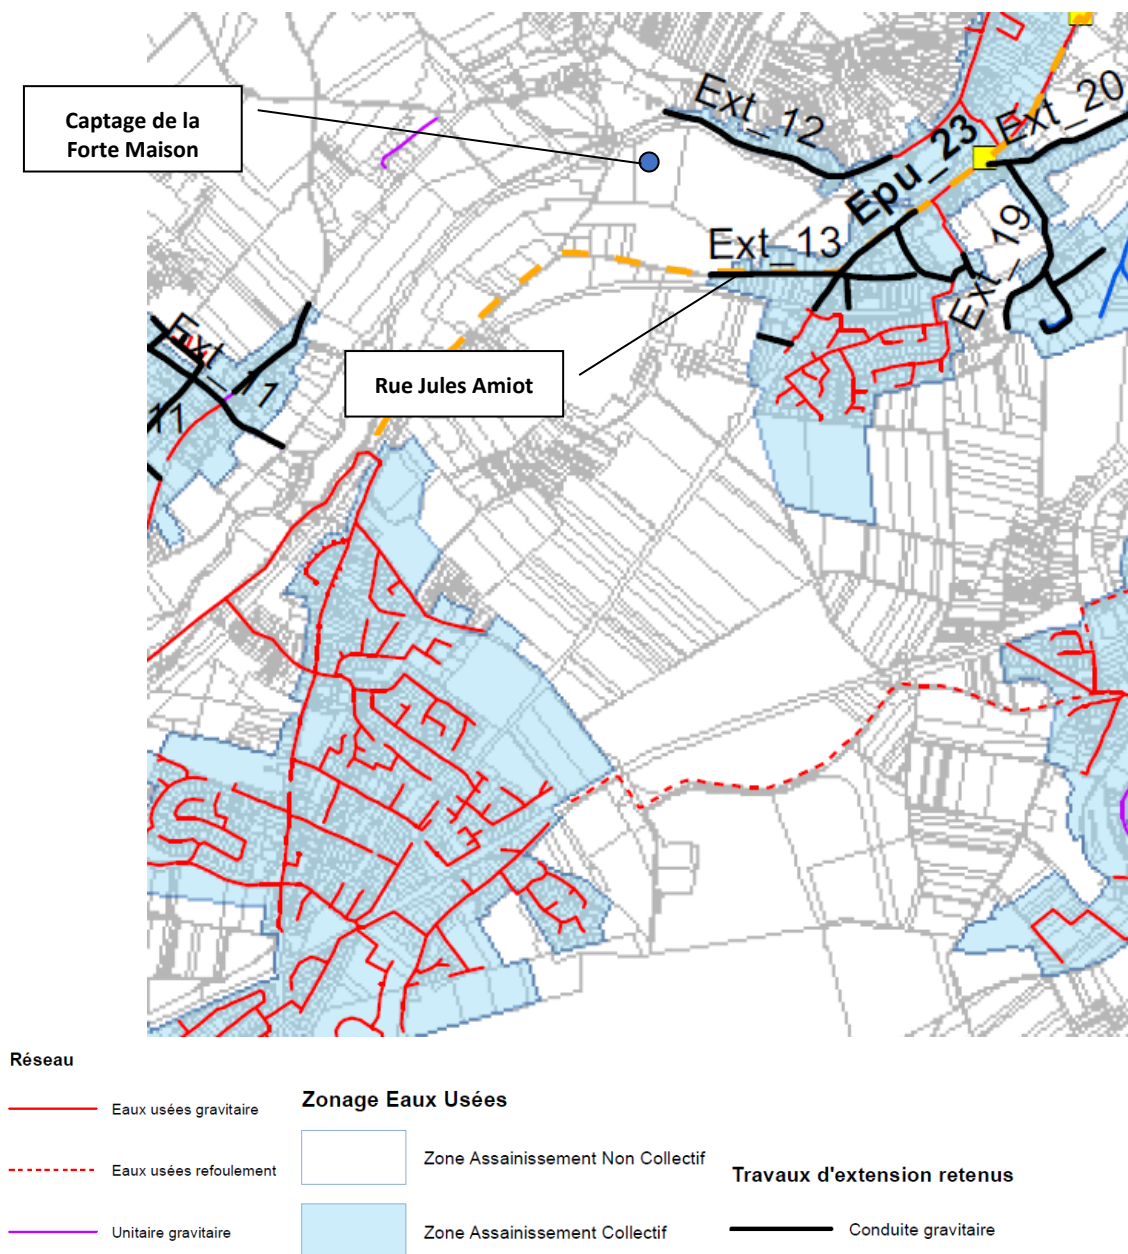 Captage de la
Forte Maison
Ext_12
Ext_20
Epu_23
Ext_13
Ext_19
Rue Jules Amiot
Ext_11
11
Réseau
Eaux usées gravitaire
Eaux usées refoulement
Unitaire gravitaire
Zonage Eaux Usées
Zone Assainissement Non Collectif
Zone Assainissement Collectif
Travaux d'extension retenus
Conduite gravitaire